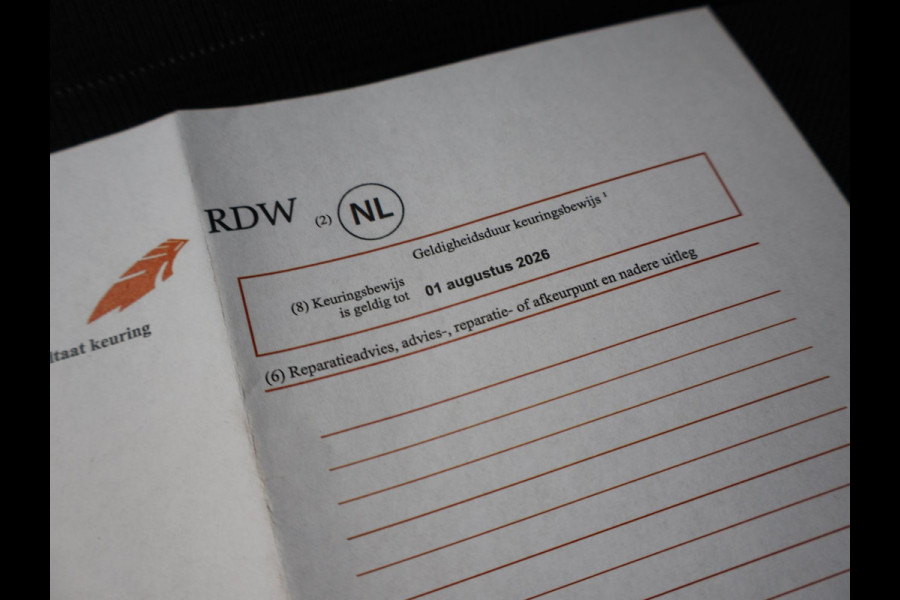 RDW (2) NL
Geldigheidsduur keuringsbewijs ¹
(8) Keuringsbewijs
is geldig tot 01 augustus 2026
(6) Reparatieadvies, advies-, reparatie- of afkeurpunt en nadere uitleg
ltaat keuring